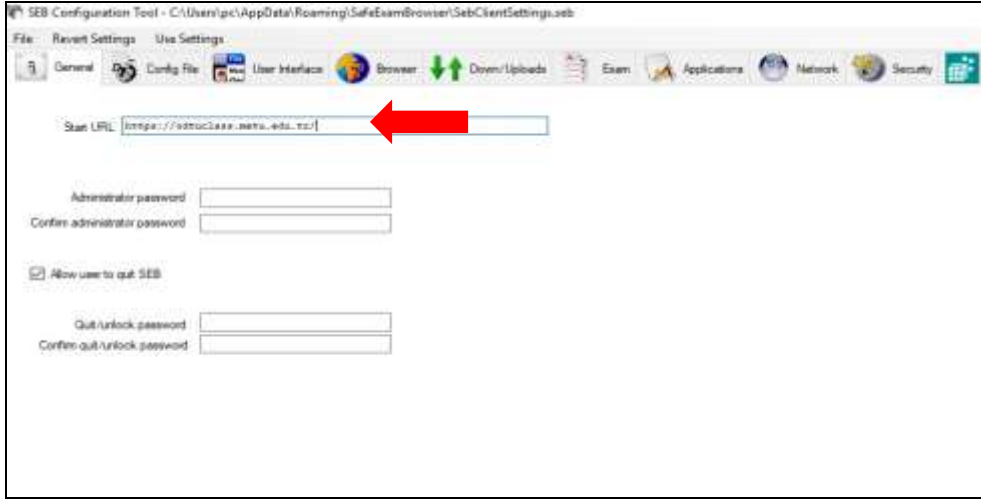 SEB Configuration Tool - C:\Users\pc\AppData\Roaming\SafeExamBrowser\SebClientSettings.seb
File Revert Settings Use Settings
General Config File User Interface Browser Down/Uploads Exam Applications Network Security
Start URL https://odtuclass.metu.edu.tr/
Administrator password
Confirm administrator password
Allow user to quit SEB
Quit/unlock password
Confirm quit/unlock password